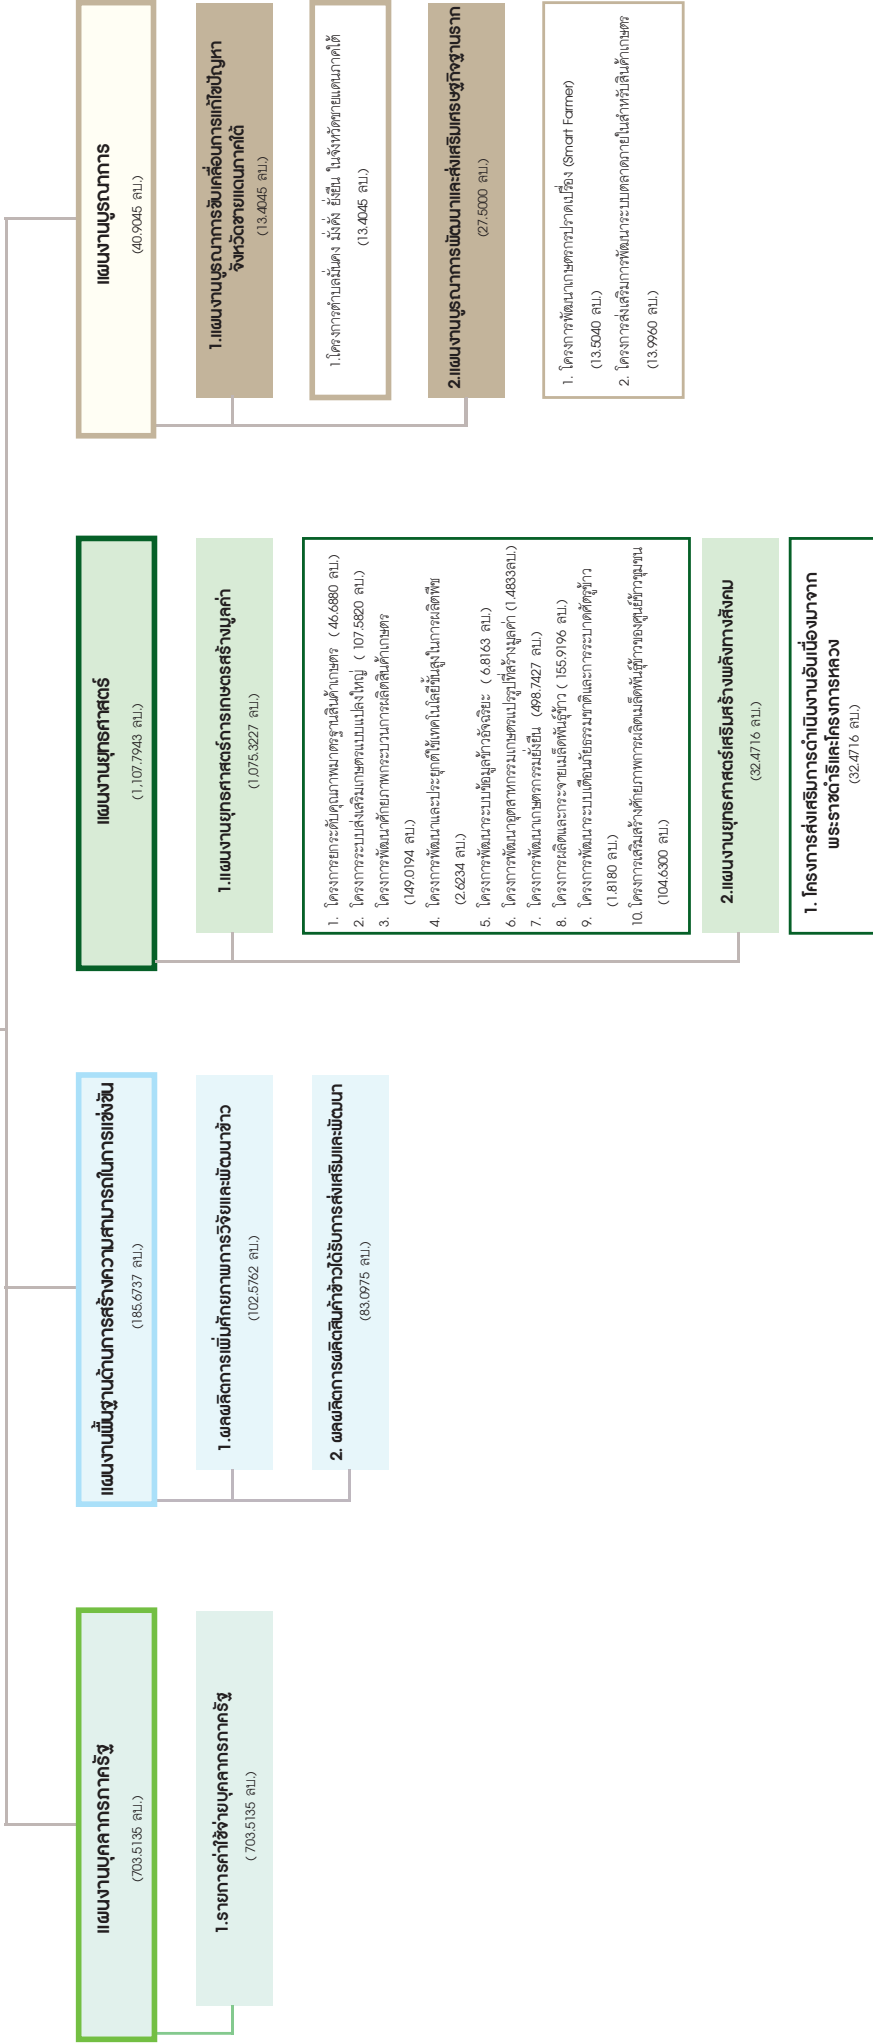 แผนงานบุคลากรภาครัฐ
(703.5135 ลบ.)
1.รายการค่าใช้จ่ายบุคลากรภาครัฐ
( 703.5135 ลบ.)
แผนงานพื้นฐานด้านการสร้างความสามารถในการแข่งขัน
(185.6737 ลบ.)
1.ผลผลิตการเพิ่มศักยภาพการวิจัยและพัฒนาข้าว
(102.5762 ลบ.)
2. ผลผลิตการผลิตสินค้าข้าวได้รับการส่งเสริมและพัฒนา
(83.0975 ลบ.)
แผนงานยุทธศาสตร์
(1,107.7943 ลบ.)
1.แผนงานยุทธศาสตร์การเกษตรสร้างมูลค่า
(1,075.3227 ลบ.)
1. โครงการยกระดับคุณภาพมาตรฐานสินค้าเกษตร ( 46.6880 ลบ.)
2. โครงการระบบส่งเสริมเกษตรแบบแปลงใหญ่ ( 107.5820 ลบ.)
3. โครงการพัฒนาศักยภาพกระบวนการผลิตสินค้าเกษตร
(149.0194 ลบ.)
4. โครงการพัฒนาและประยุกต์ใช้เทคโนโลยีขั้นสูงในการผลิตพืช
(2.6234 ลบ.)
5. โครงการพัฒนาระบบข้อมูลข้าวอัจฉริยะ ( 6.8163 ลบ.)
6. โครงการพัฒนาอุตสาหกรรมเกษตรแปรรูปที่สร้างมูลค่า (1.4833ลบ.)
7. โครงการพัฒนาเกษตรกรรมยั่งยืน (498.7427 ลบ.)
8. โครงการผลิตและกระจายเมล็ดพันธุ์ข้าว ( 155.9196 ลบ.)
9. โครงการพัฒนาระบบเตือนภัยธรรมชาติและการระบาดศัตรูข้าว
(1.8180 ลบ.)
10. โครงการเสริมสร้างศักยภาพการผลิตเมล็ดพันธุ์ข้าวของศูนย์ข้าวชุมชน
(104.6300 ลบ.)
2.แผนงานยุทธศาสตร์เสริมสร้างพลังทางสังคม
(32.4716 ลบ.)
1. โครงการส่งเสริมการดำเนินงานอันเนื่องมาจาก
พระราชดำริและโครงการหลวง
(32.4716 ลบ.)
แผนงานบูรณาการ
(40.9045 ลบ.)
1.แผนงานบูรณาการขับเคลื่อนการแก้ไขปัญหา
จังหวัดชายแดนภาคใต้
(13.4045 ลบ.)
1.โครงการตำบลมั่นคง มั่งคั่ง ยั่งยืน ในจังหวัดชายแดนภาคใต้
(13.4045 ลบ.)
2.แผนงานบูรณาการพัฒนาและส่งเสริมเศรษฐกิจฐานราก
(27.5000 ลบ.)
1. โครงการพัฒนาเกษตรกรปราดเปรื่อง (Smart Farmer)
(13.5040 ลบ.)
2. โครงการส่งเสริมการพัฒนาระบบตลาดภายในสำหรับสินค้าเกษตร
(13.9960 ลบ.)